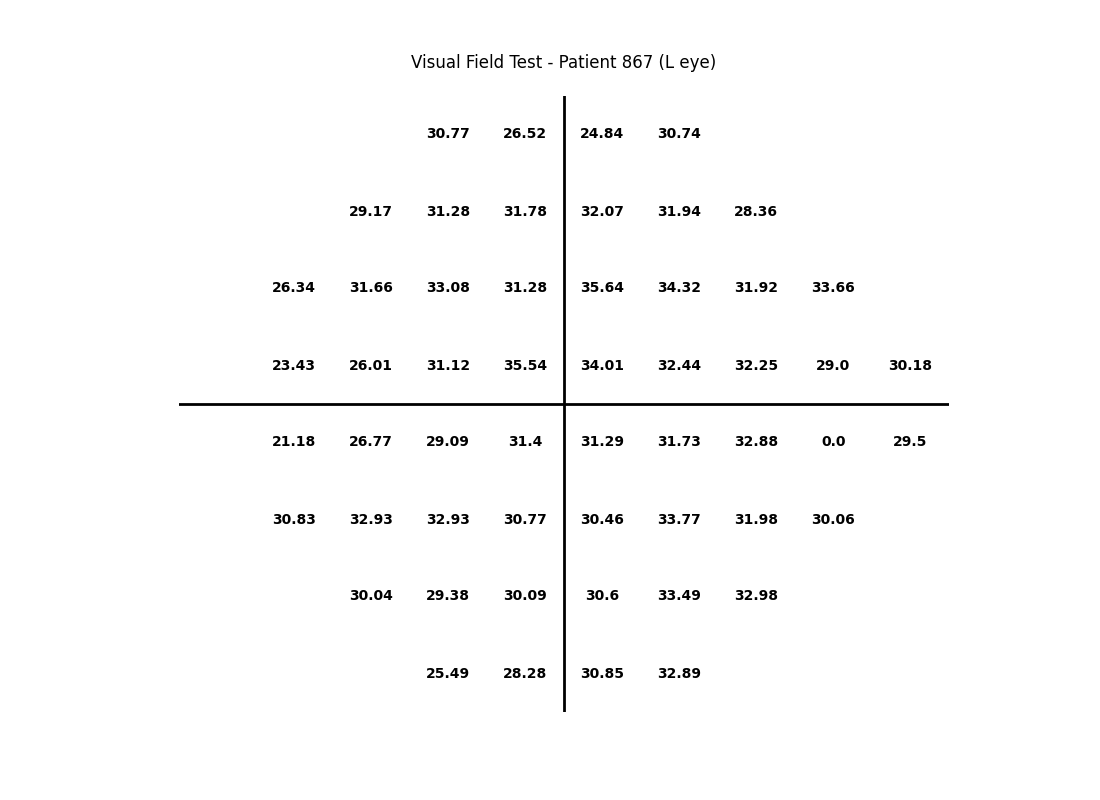 Visual Field Test - Patient 867 (L eye)
30.77 26.52 24.84 30.74
29.17 31.28 31.78 32.07 31.94 28.36
26.34 31.66 33.08 31.28 35.64 34.32 31.92 33.66
23.43 26.01 31.12 35.54 34.01 32.44 32.25 29.0 30.18
21.18 26.77 29.09 31.4 31.29 31.73 32.88 0.0 29.5
30.83 32.93 32.93 30.77 30.46 33.77 31.98 30.06
30.04 29.38 30.09 30.6 33.49 32.98
25.49 28.28 30.85 32.89